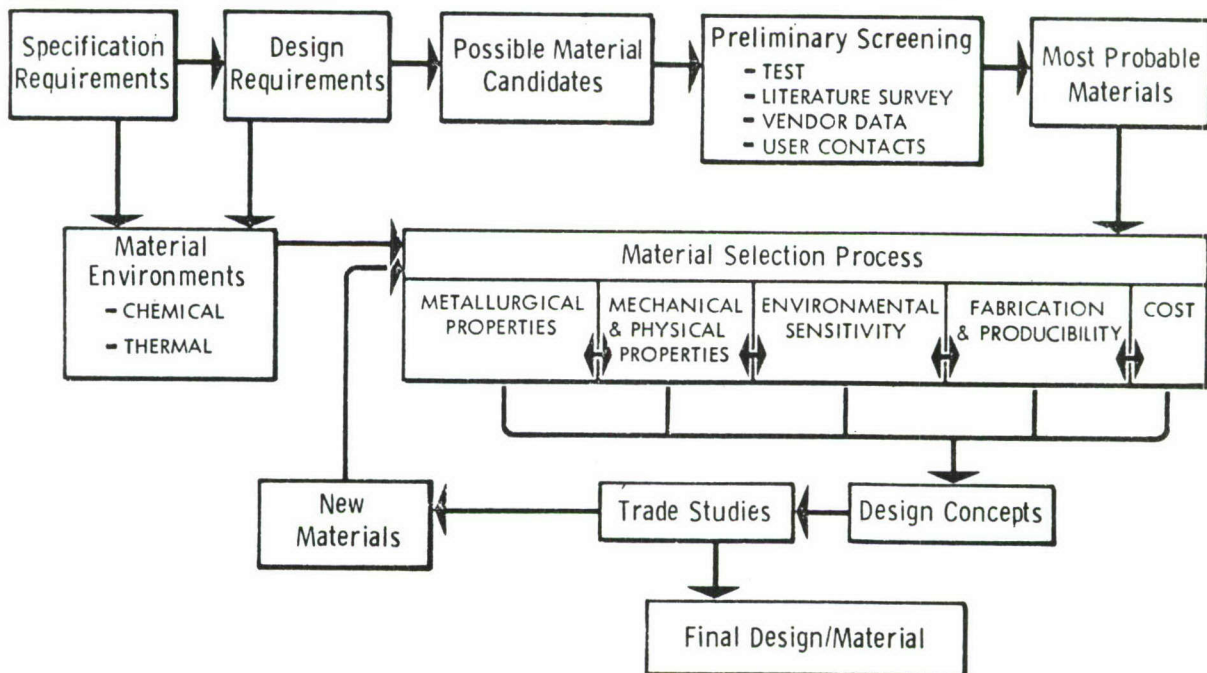 Specification
Requirements
Design
Requirements
Possible Material
Candidates
Preliminary Screening
- TEST
- LITERATURE SURVEY
- VENDOR DATA
- USER CONTACTS
Most Probable
Materials
Material
Environments
- CHEMICAL
- THERMAL
Material Selection Process
METALLURGICAL
PROPERTIES
MECHANICAL
& PHYSICAL
PROPERTIES
ENVIRONMENTAL
SENSITIVITY
FABRICATION
& PRODUCIBILITY
COST
New
Materials
Trade Studies
Design Concepts
Final Design/Material